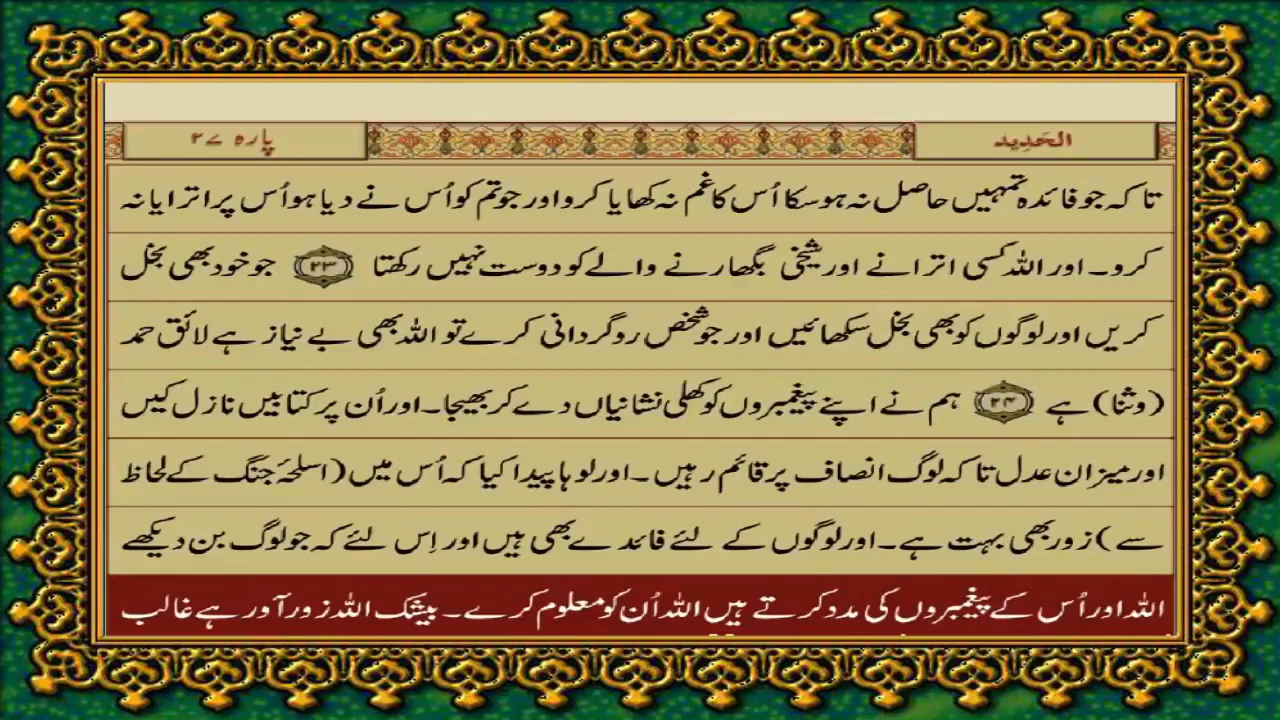 الحَدِيد
پارہ ۲۷
تاکہ جو فائدہ تمہیں حاصل نہ ہو سکا اُس کا غم نہ کھایا کرو اور جو تم کو اُس نے دیا ہو اُس پر اترایا نہ
کرو۔ اور اللہ کسی اترانے اور شیخی بگھارنے والے کو دوست نہیں رکھتا ۲۳ جو خود بھی بخل
کریں اور لوگوں کو بھی بخل سکھائیں اور جو شخص روگردانی کرے تو اللہ بھی بے نیاز ہے لائق حمد
(وثنا) ہے ۲۴ ہم نے اپنے پیغمبروں کو کھلی نشانیاں دے کر بھیجا۔ اور اُن پر کتابیں نازل کیں
اور میزان عدل تاکہ لوگ انصاف پر قائم رہیں۔ اور لوہا پیدا کیا کہ اُس میں (اسلحۂ جنگ کے لحاظ
سے) زور بھی بہت ہے۔ اور لوگوں کے لئے فائدے بھی ہیں اور اِس لئے کہ جو لوگ بن دیکھے
اللہ اور اُس کے پیغمبروں کی مدد کرتے ہیں اللہ اُن کو معلوم کرے۔ بیشک اللہ زورآور ہے غالب